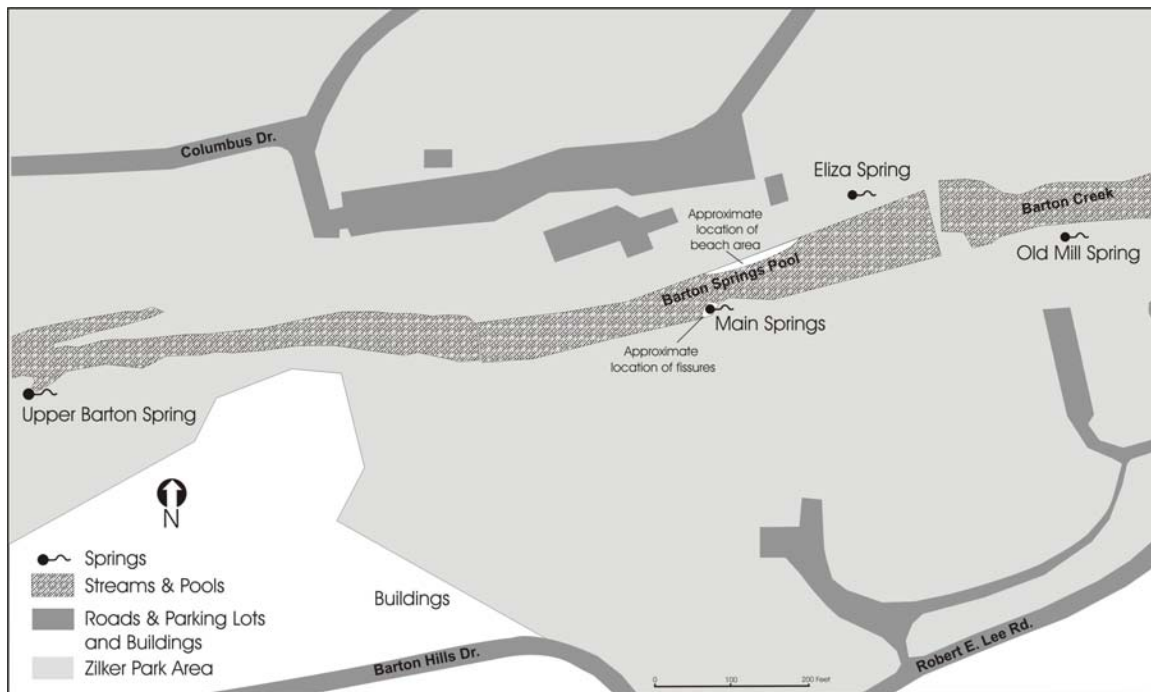 Columbus Dr.
Eliza Spring
Approximate
location of
beach area
Barton Creek
Old Mill Spring
Barton Springs Pool
Main Springs
Approximate
location of fissures
Upper Barton Spring
N
Springs
Streams & Pools
Roads & Parking Lots
and Buildings
Zilker Park Area
Buildings
Barton Hills Dr.
Robert E. Lee Rd.
0 100 200 Feet